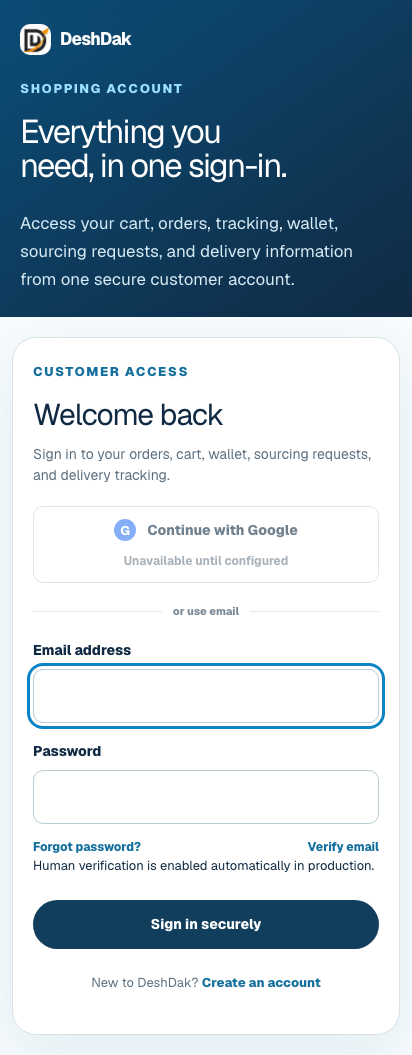 DeshDak
SHOPPING ACCOUNT
Everything you
need, in one sign-in.
Access your cart, orders, tracking, wallet,
sourcing requests, and delivery information
from one secure customer account.
CUSTOMER ACCESS
Welcome back
Sign in to your orders, cart, wallet, sourcing requests,
and delivery tracking.
G Continue with Google
Unavailable until configured
or use email
Email address
Password
Forgot password? Verify email
Human verification is enabled automatically in production.
Sign in securely
New to DeshDak? Create an account